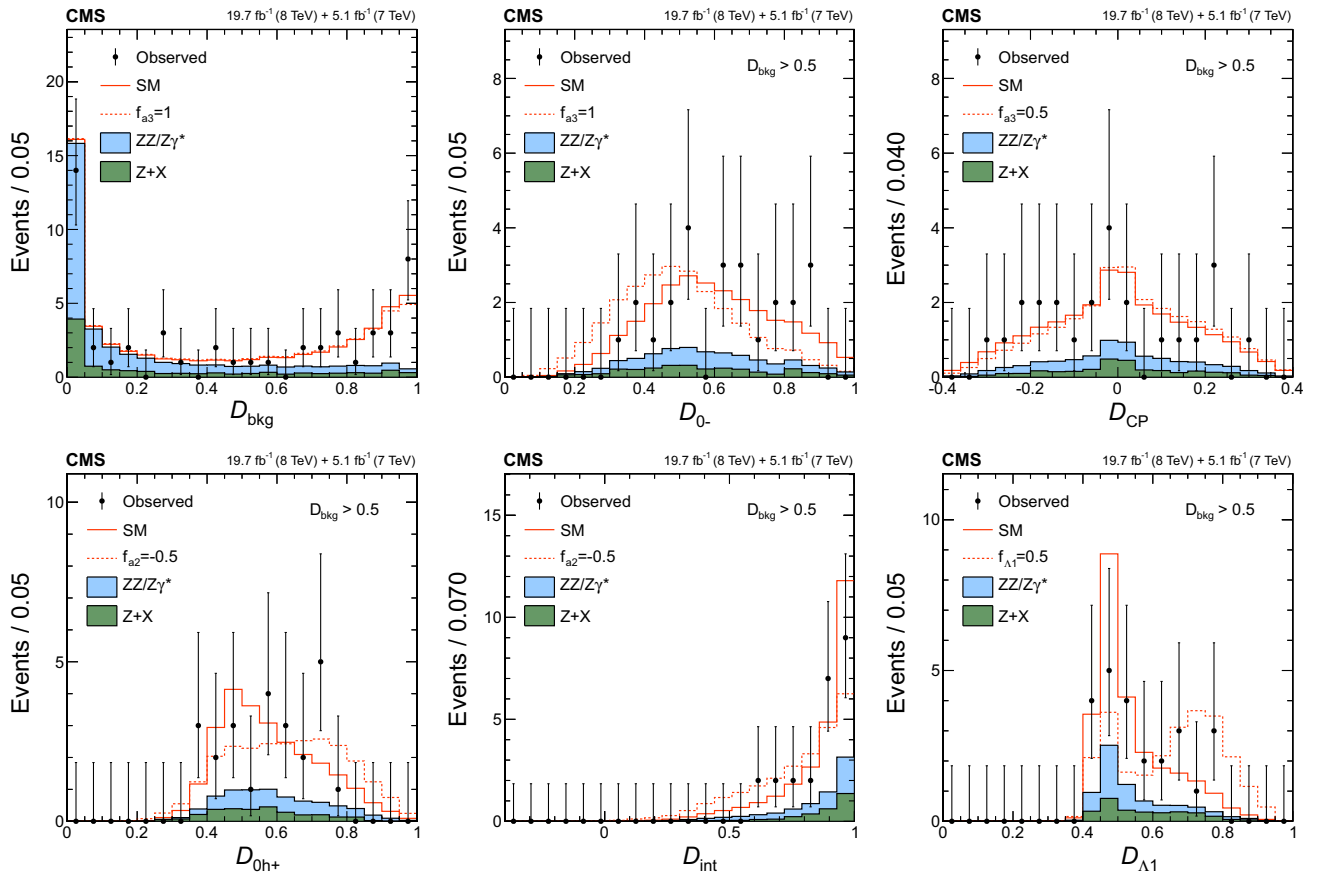 CMS 19.7 fb⁻¹ (8 TeV) + 5.1 fb⁻¹ (7 TeV)
Events / 0.05
20
15
10
5
0
Observed
SM
f_a3=1
ZZ/Zγ*
Z+X
0 0.2 0.4 0.6 0.8 1
D_bkg
CMS 19.7 fb⁻¹ (8 TeV) + 5.1 fb⁻¹ (7 TeV)
Events / 0.05
8
6
4
2
0
Observed
D_bkg > 0.5
SM
f_a3=1
ZZ/Zγ*
Z+X
0 0.2 0.4 0.6 0.8 1
D_0-
CMS 19.7 fb⁻¹ (8 TeV) + 5.1 fb⁻¹ (7 TeV)
Events / 0.040
8
6
4
2
0
Observed
D_bkg > 0.5
SM
f_a3=0.5
ZZ/Zγ*
Z+X
-0.4 -0.2 0 0.2 0.4
D_CP
CMS 19.7 fb⁻¹ (8 TeV) + 5.1 fb⁻¹ (7 TeV)
Events / 0.05
10
5
0
Observed
D_bkg > 0.5
SM
f_a2=-0.5
ZZ/Zγ*
Z+X
0 0.2 0.4 0.6 0.8 1
D_0h+
CMS 19.7 fb⁻¹ (8 TeV) + 5.1 fb⁻¹ (7 TeV)
Events / 0.070
15
10
5
0
Observed
D_bkg > 0.5
SM
f_a2=-0.5
ZZ/Zγ*
Z+X
0 0.5 1
D_int
CMS 19.7 fb⁻¹ (8 TeV) + 5.1 fb⁻¹ (7 TeV)
Events / 0.05
10
5
0
Observed
D_bkg > 0.5
SM
f_Λ1=0.5
ZZ/Zγ*
Z+X
0 0.2 0.4 0.6 0.8 1
D_Λ1